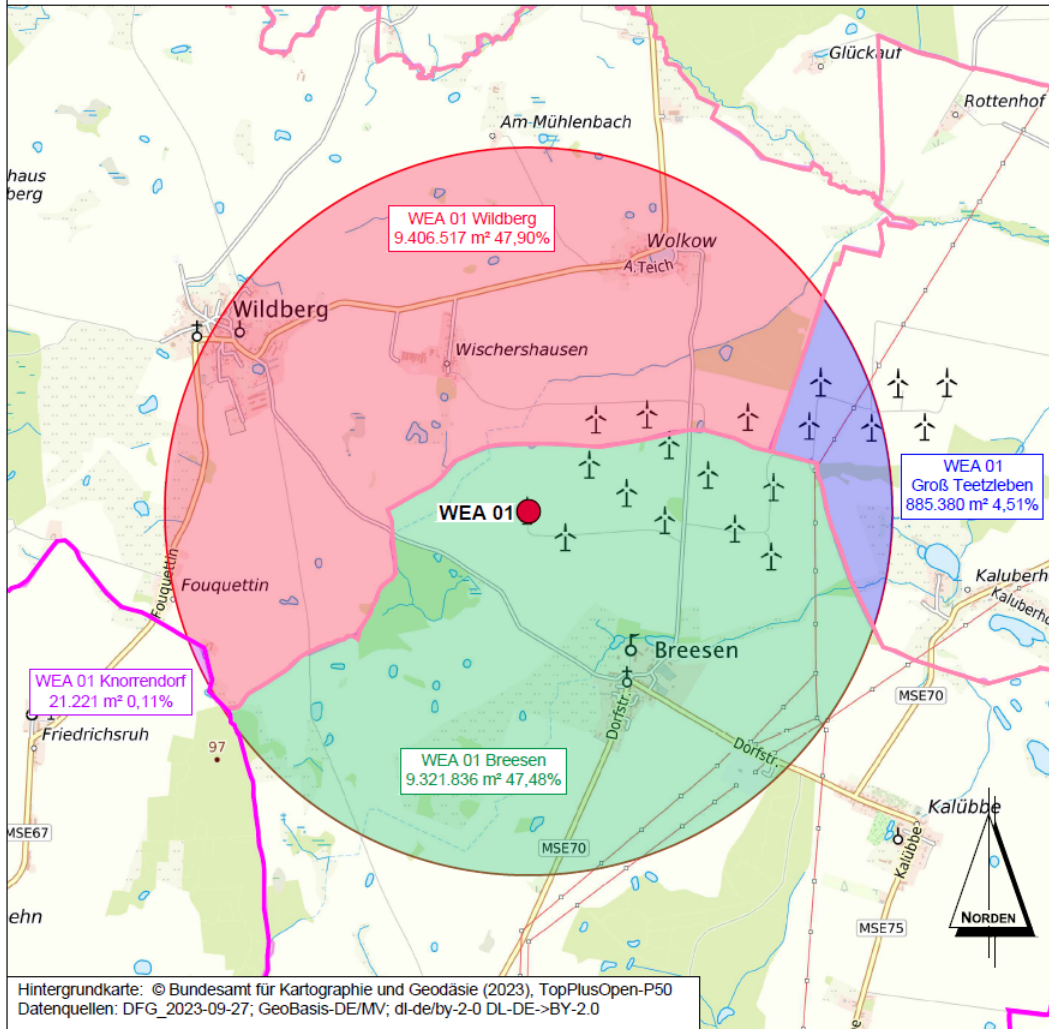 Glückauf
Rottenhof
Am Mühlenbach
haus
berg
WEA 01 Wildberg
9.406.517 m² 47,90%
Wolkow
A.Teich
Wildberg
Wischershausen
WEA 01
Groß Teetzleben
885.380 m² 4,51%
WEA 01
Fouquettin
Fouquettin
Kaluberh
Kaluberho
Breesen
WEA 01 Knorrendorf
21.221 m² 0,11%
MSE70
Friedrichsruh
Dorfstr.
Dorfstr.
97
WEA 01 Breesen
9.321.836 m² 47,48%
Kalübbe
MSE67
MSE70
Kalübbe
ehn
NORDEN
MSE75
Hintergrundkarte: © Bundesamt für Kartographie und Geodäsie (2023), TopPlusOpen-P50
Datenquellen: DFG_2023-09-27; GeoBasis-DE/MV; dl-de/by-2-0 DL-DE->BY-2.0